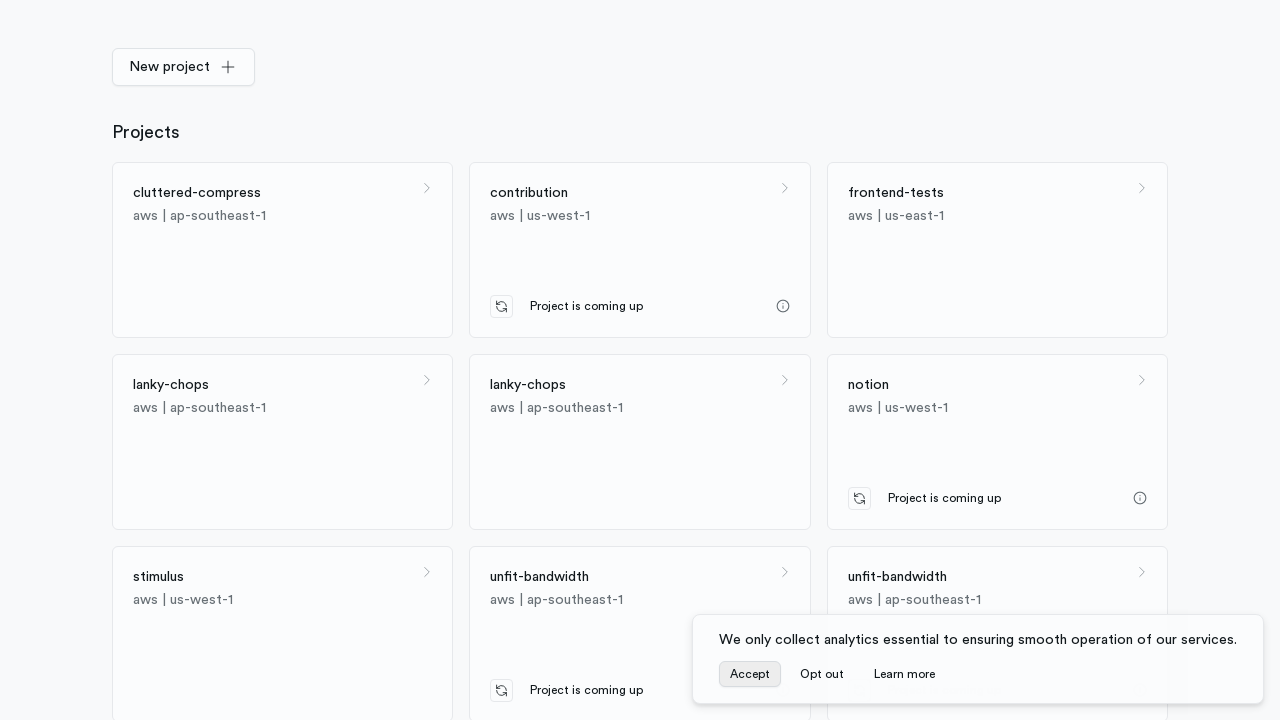 New project
Projects
cluttered-compress
aws | ap-southeast-1
contribution
aws | us-west-1
Project is coming up
frontend-tests
aws | us-east-1
lanky-chops
aws | ap-southeast-1
lanky-chops
aws | ap-southeast-1
notion
aws | us-west-1
Project is coming up
stimulus
aws | us-west-1
unfit-bandwidth
aws | ap-southeast-1
Project is coming up
unfit-bandwidth
aws | ap-southeast-1
We only collect analytics essential to ensuring smooth operation of our services.
Accept
Opt out
Learn more